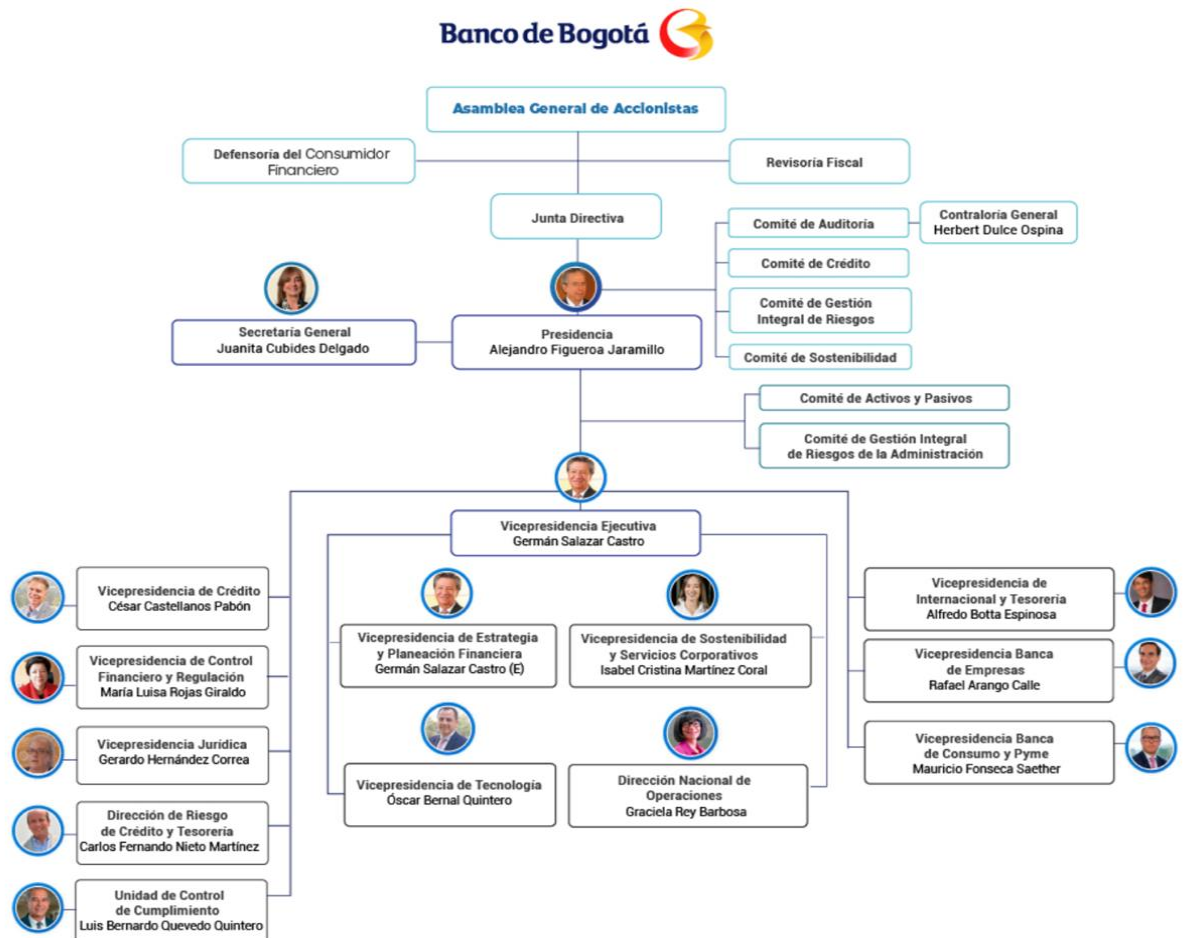 Banco de Bogotá
Asamblea General de Accionistas
Defensoría del Consumidor
Financiero
Revisoría Fiscal
Junta Directiva
Comité de Auditoría
Contraloría General
Herbert Dulce Ospina
Comité de Crédito
Comité de Gestión
Integral de Riesgos
Comité de Sostenibilidad
Secretaría General
Juanita Cubides Delgado
Presidencia
Alejandro Figueroa Jaramillo
Comité de Activos y Pasivos
Comité de Gestión Integral
de Riesgos de la Administración
Vicepresidencia Ejecutiva
Germán Salazar Castro
Vicepresidencia de Crédito
César Castellanos Pabón
Vicepresidencia de Control
Financiero y Regulación
María Luisa Rojas Giraldo
Vicepresidencia Jurídica
Gerardo Hernández Correa
Dirección de Riesgo
de Crédito y Tesorería
Carlos Fernando Nieto Martínez
Unidad de Control
de Cumplimiento
Luis Bernardo Quevedo Quintero
Vicepresidencia de Estrategia
y Planeación Financiera
Germán Salazar Castro (E)
Vicepresidencia de Sostenibilidad
y Servicios Corporativos
Isabel Cristina Martínez Coral
Vicepresidencia de Tecnología
Óscar Bernal Quintero
Dirección Nacional de
Operaciones
Graciela Rey Barbosa
Vicepresidencia de
Internacional y Tesorería
Alfredo Botta Espinosa
Vicepresidencia Banca
de Empresas
Rafael Arango Calle
Vicepresidencia Banca
de Consumo y Pyme
Mauricio Fonseca Saether